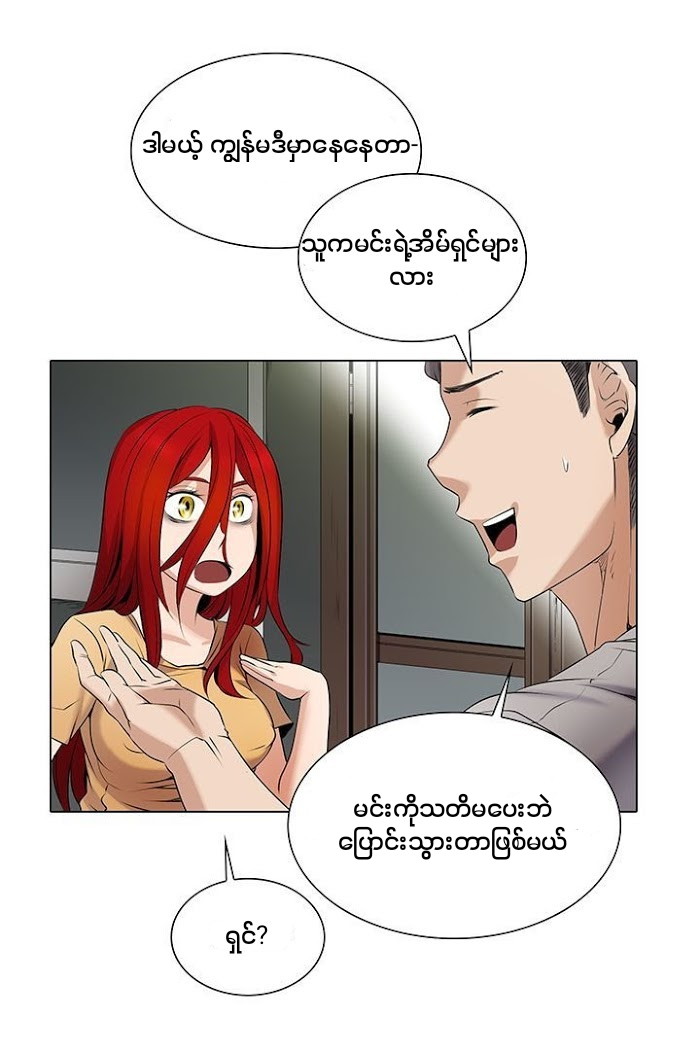 ဒါမယ့် ကျွန်မဒီမှာနေနေတာ-
သူကမင်းရဲ့အိမ်ရှင်များ
လား
မင်းကိုသတိမပေးဘဲ
ပြောင်းသွားတာဖြစ်မယ်
ရှင်?